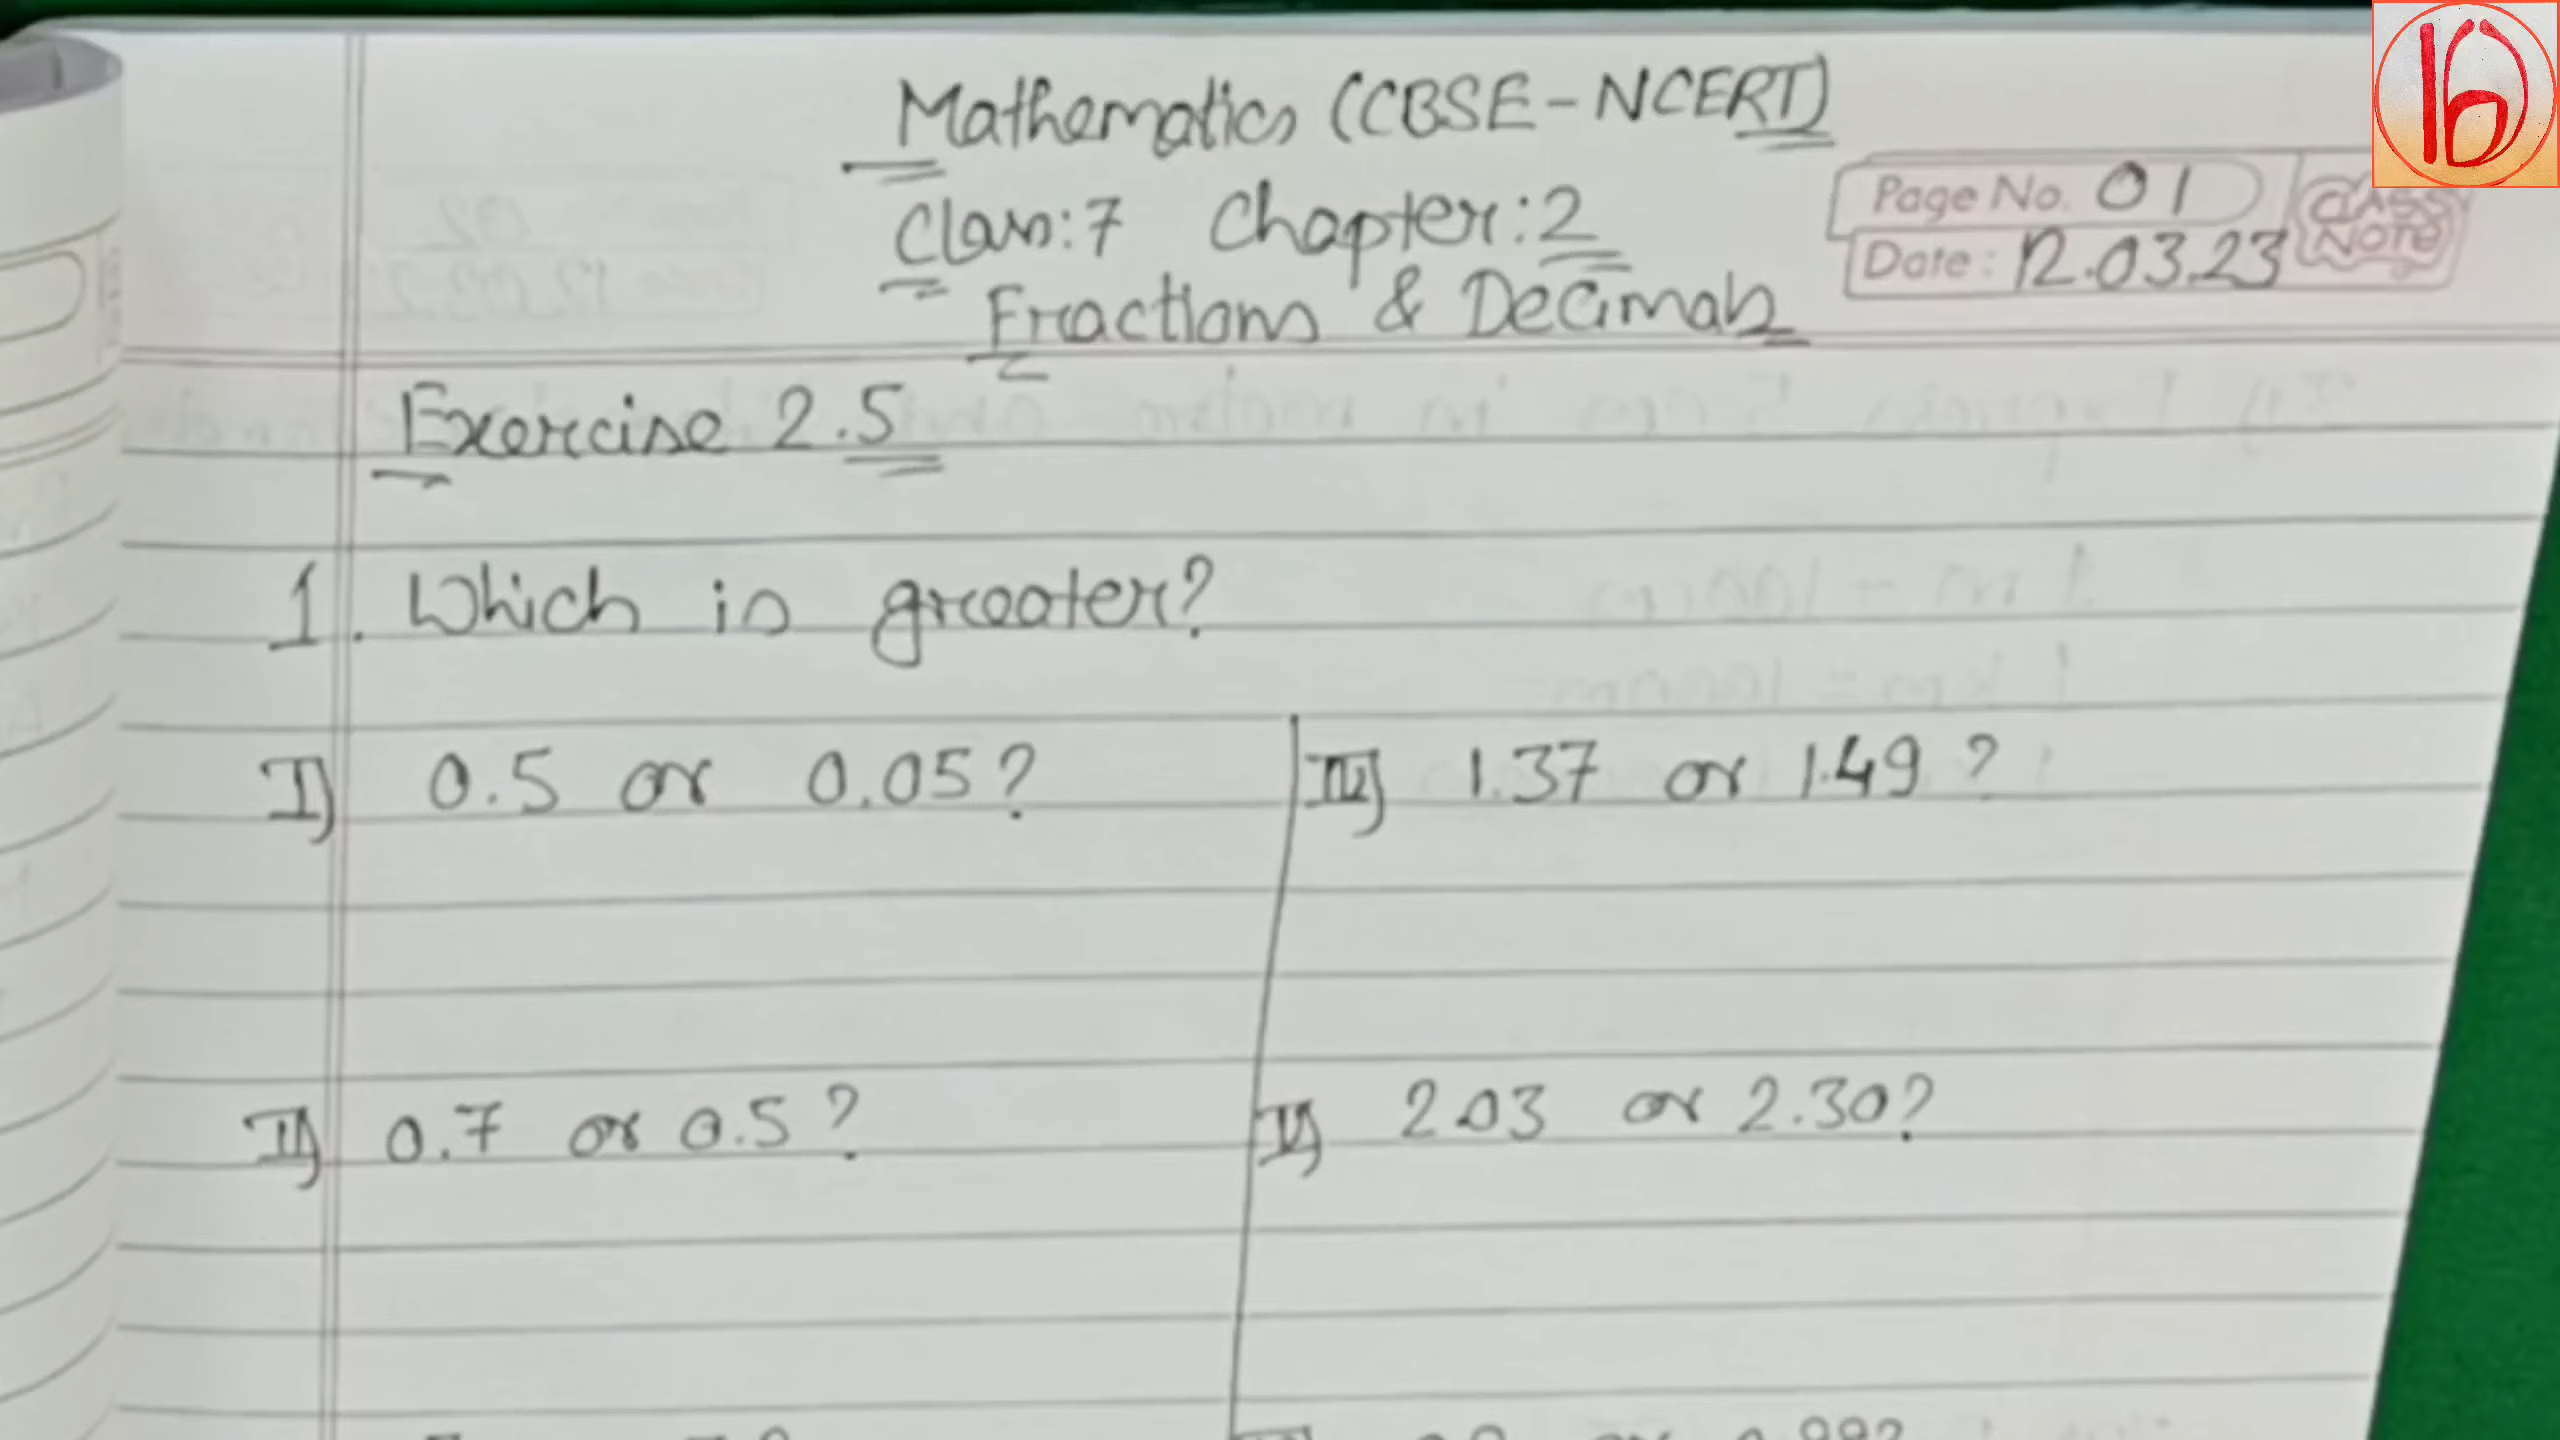 Mathematics (CBSE-NCERT)
Class: 7 Chapter: 2
Fractions & Decimals
Page No. 01
Date: 12.03.23
CLASS NOTE
Exercise 2.5
1. Which is greater?
I) 0.5 or 0.05?
IV) 1.37 or 1.49?
II) 0.7 or 0.5?
V) 2.03 or 2.30?